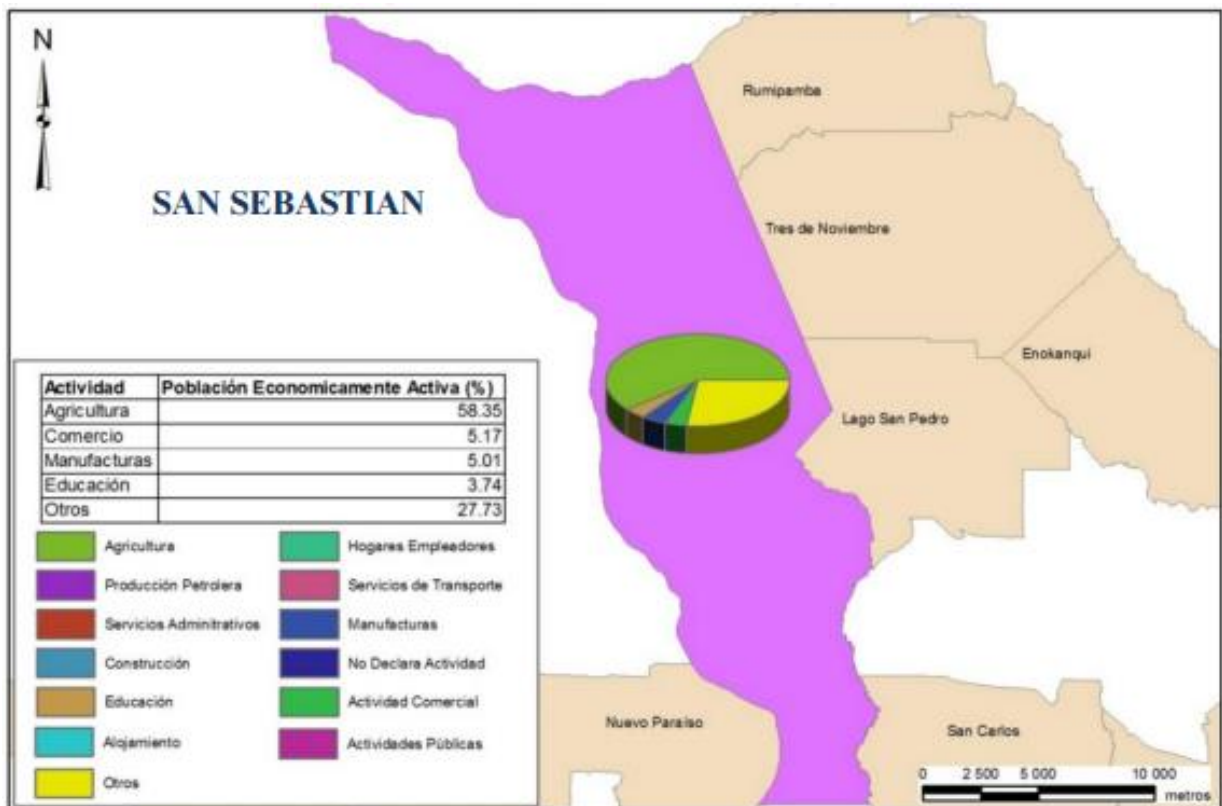 N
Rumipamba
SAN SEBASTIAN
Tres de Noviembre
Enokanqui
Lago San Pedro
Actividad Población Economicamente Activa (%)
Agricultura 58.35
Comercio 5.17
Manufacturas 5.01
Educación 3.74
Otros 27.73
Agricultura Hogares Empleadores
Producción Petrolera Servicios de Transporte
Servicios Adminitrativos Manufacturas
Construcción No Declara Actividad
Educación Actividad Comercial
Alojamiento Actividades Públicas
Otros
Nuevo Paraíso
San Carlos
0 2 500 5 000 10 000
metros